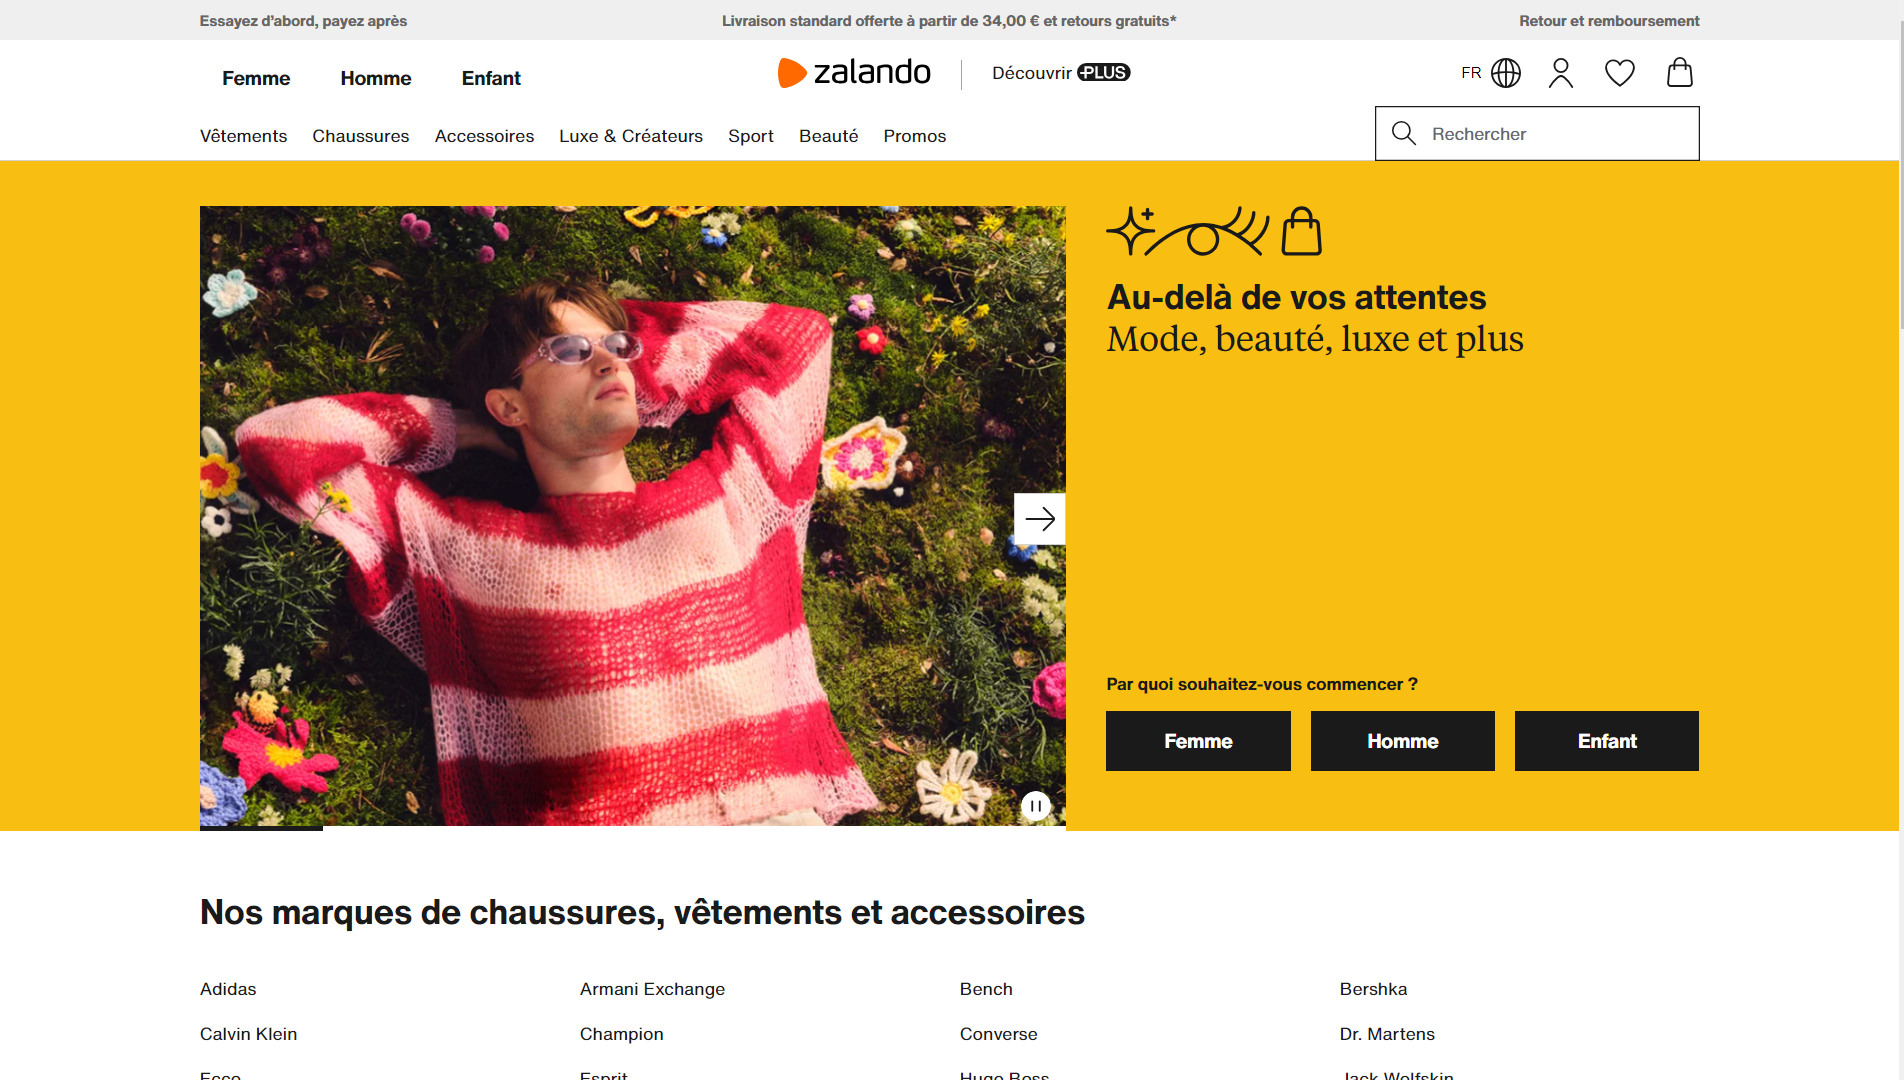 Essayez d'abord, payez après
Livraison standard offerte à partir de 34,00 € et retours gratuits*
Retour et remboursement
Femme
Homme
Enfant
zalando
Découvrir PLUS
FR
Vêtements
Chaussures
Accessoires
Luxe & Créateurs
Sport
Beauté
Promos
Rechercher
Au-delà de vos attentes
Mode, beauté, luxe et plus
Par quoi souhaitez-vous commencer ?
Femme
Homme
Enfant
Nos marques de chaussures, vêtements et accessoires
Adidas
Armani Exchange
Bench
Bershka
Calvin Klein
Champion
Converse
Dr. Martens
Ecco
Esprit
Hugo Boss
Jack Wolfskin